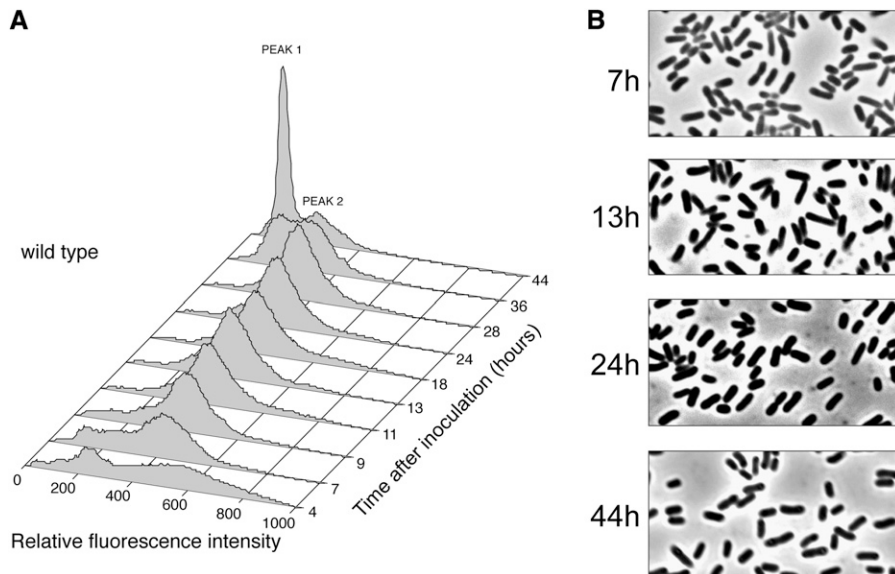 A
PEAK 1
PEAK 2
wild type
44
36
28
24
18
13
11
9
7
4
0
200
400
600
800
1000
Time after inoculation (hours)
Relative fluorescence intensity
B
7h
13h
24h
44h